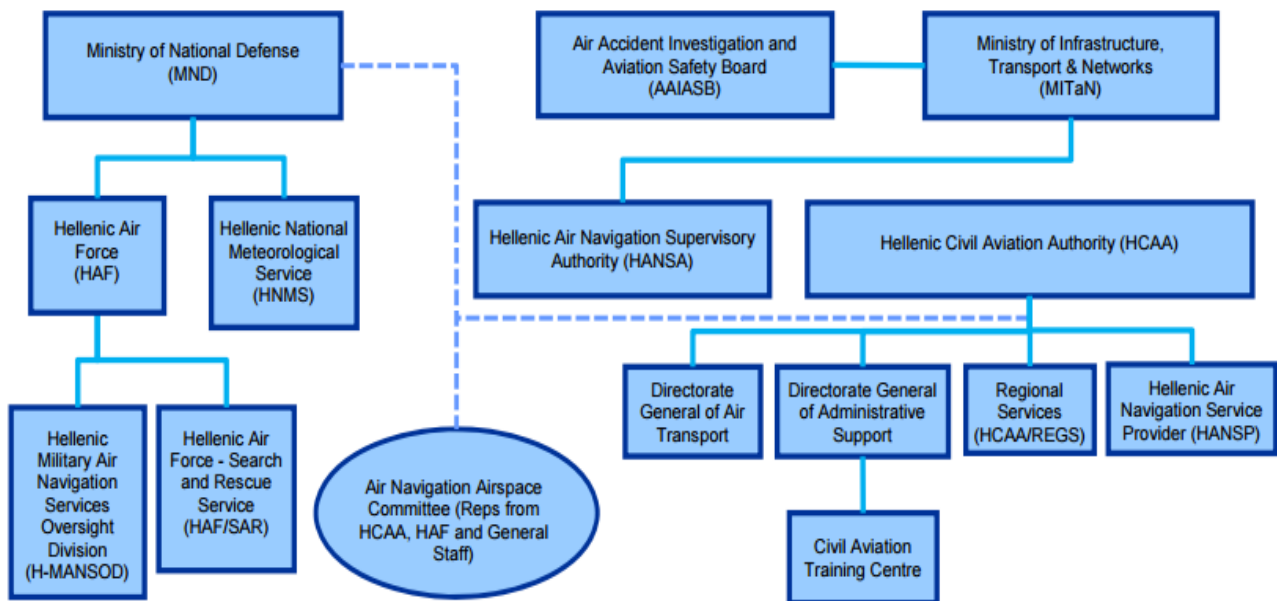 Ministry of National Defense
(MND)
Air Accident Investigation and
Aviation Safety Board
(AAIASB)
Ministry of Infrastructure,
Transport & Networks
(MITaN)
Hellenic Air
Force
(HAF)
Hellenic National
Meteorological
Service
(HNMS)
Hellenic Air Navigation Supervisory
Authority (HANSA)
Hellenic Civil Aviation Authority (HCAA)
Hellenic
Military Air
Navigation
Services
Oversight
Division
(H-MANSOD)
Hellenic Air
Force - Search
and Rescue
Service
(HAF/SAR)
Air Navigation Airspace
Committee (Reps from
HCAA, HAF and General
Staff)
Directorate
General of Air
Transport
Directorate General
of Administrative
Support
Regional
Services
(HCAA/REGS)
Hellenic Air
Navigation Service
Provider (HANSP)
Civil Aviation
Training Centre